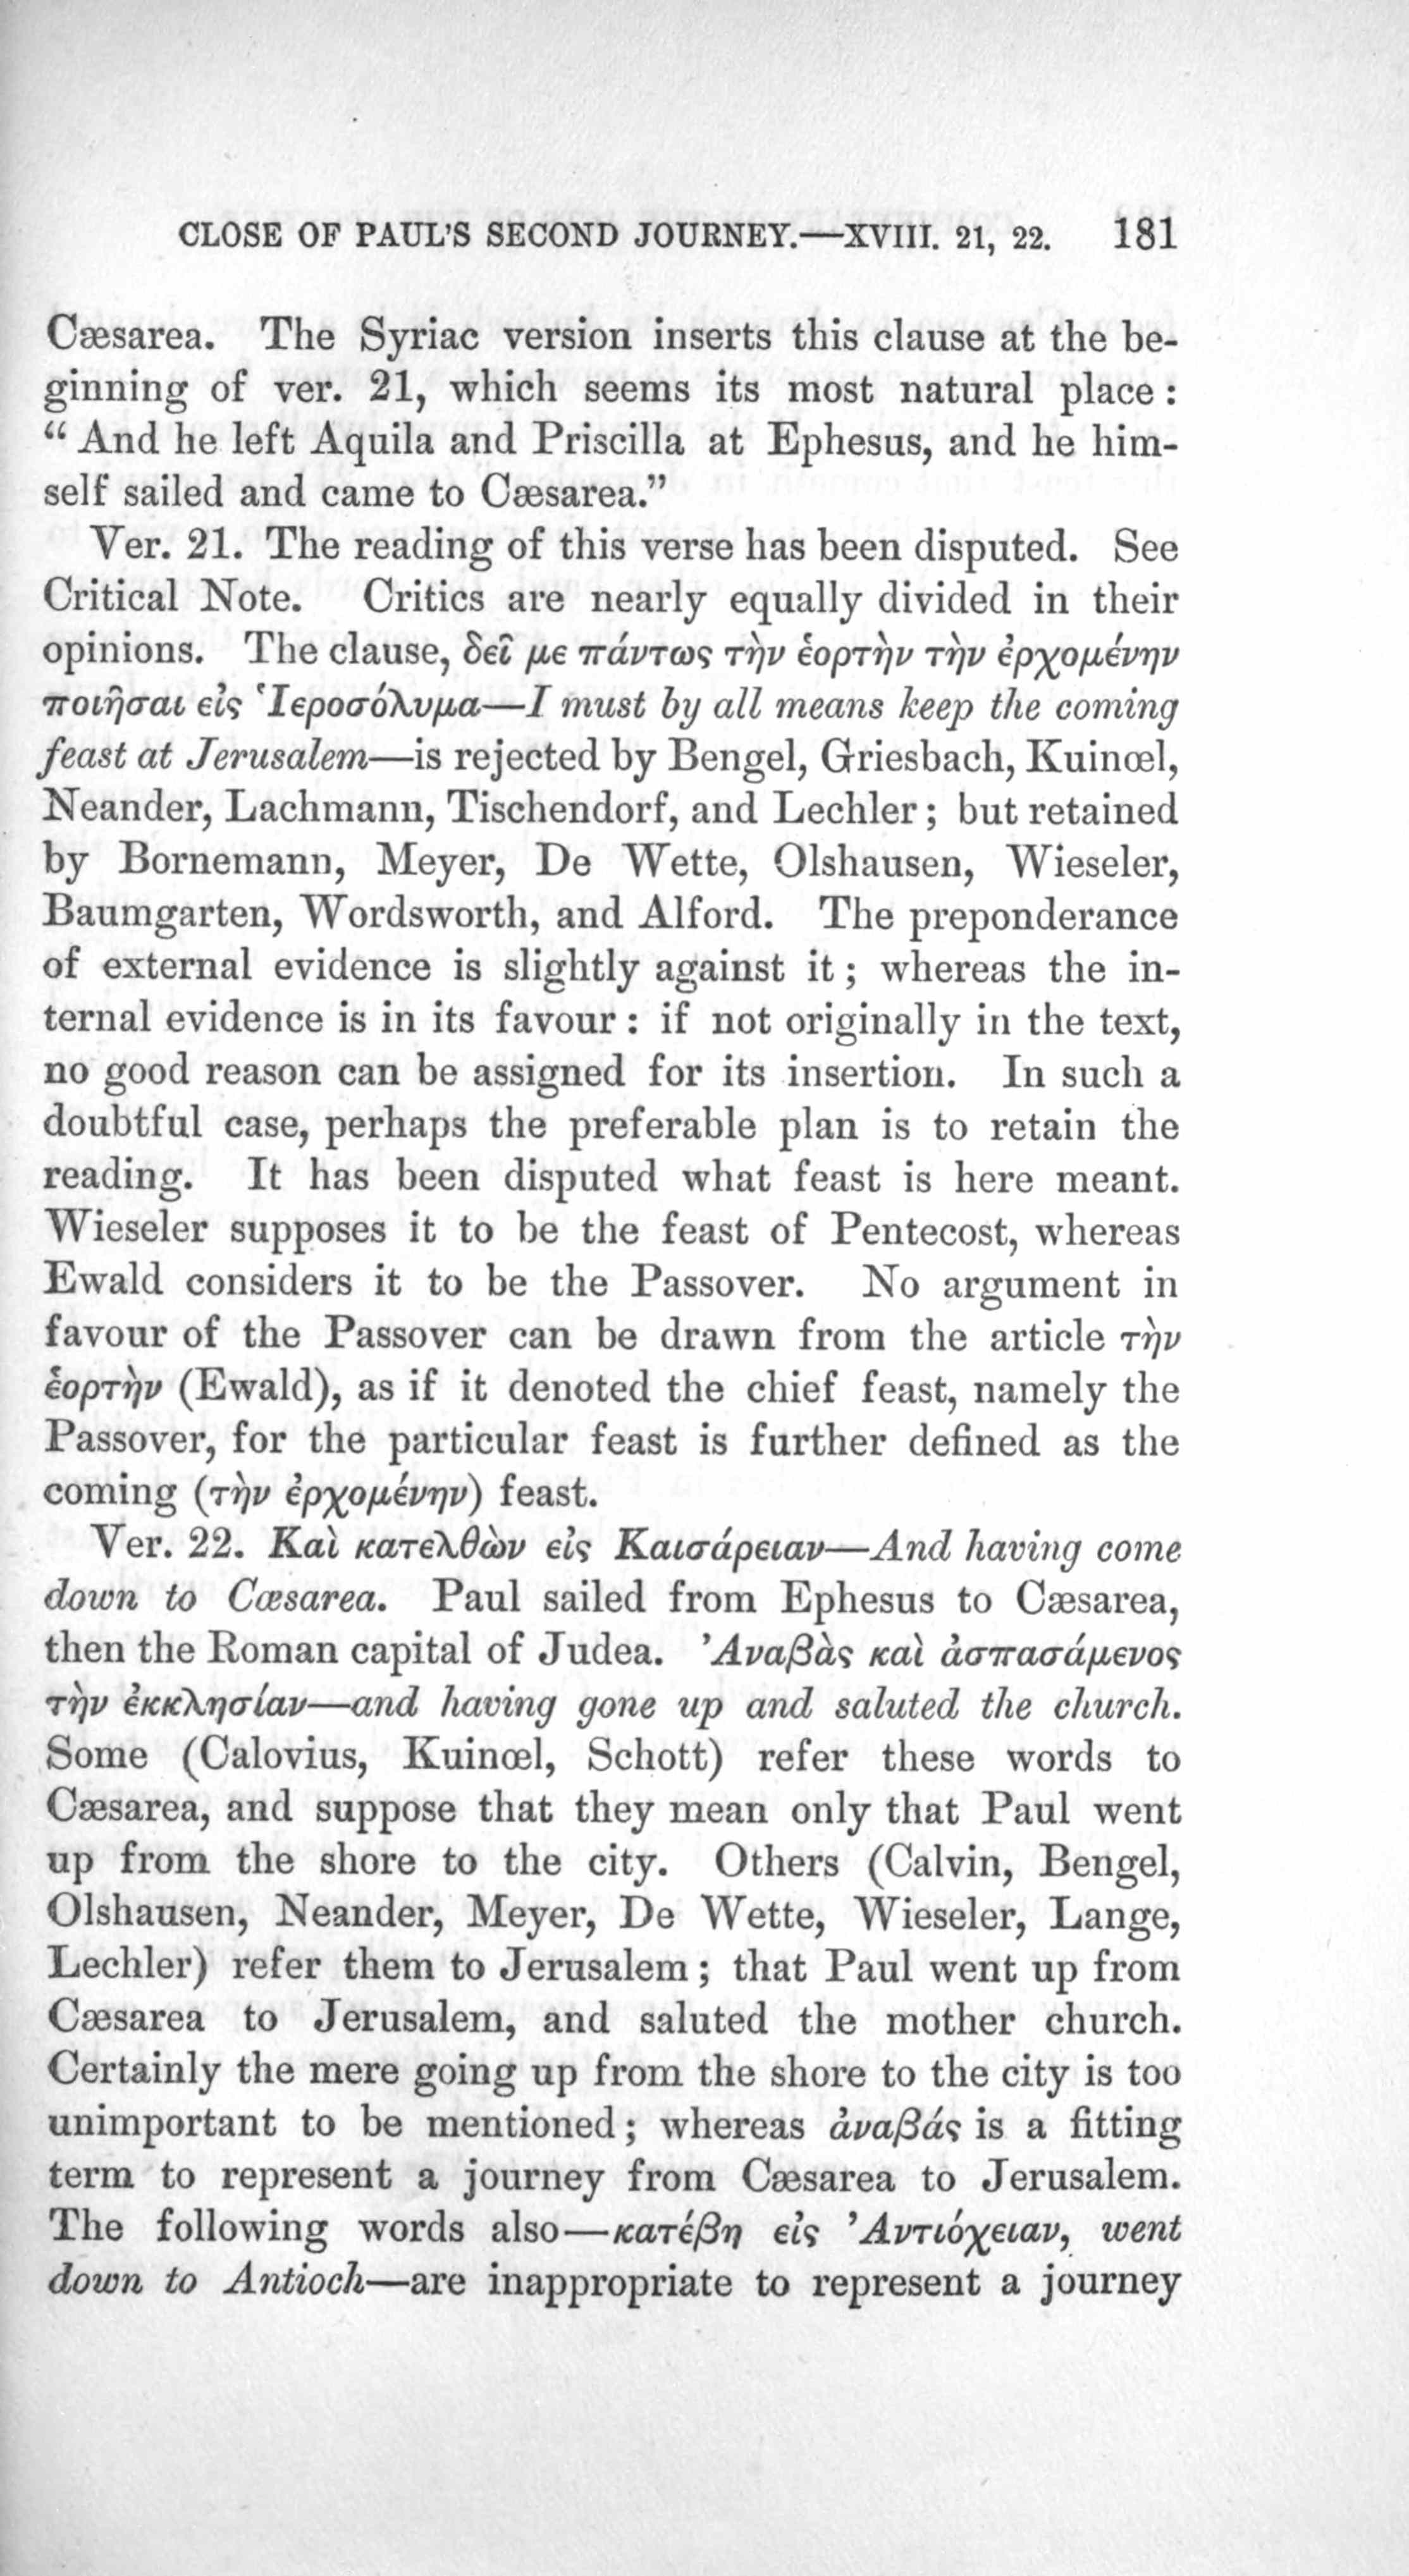 CLOSE OF PAUL'S SECOND JOURNEY.—XVIII. 21, 22. 181
Cæsarea. The Syriac version inserts this clause at the be-
ginning of ver. 21, which seems its most natural place :
“ And he left Aquila and Priscilla at Ephesus, and he him-
self sailed and came to Cæsarea.”
Ver. 21. The reading of this verse has been disputed. See
Critical Note. Critics are nearly equally divided in their
opinions. The clause, δεῖ με πάντως τὴν ἑορτὴν τὴν ἐρχομένην
ποιῆσαι εἰς Ἱεροσόλυμα—I must by all means keep the coming
feast at Jerusalem—is rejected by Bengel, Griesbach, Kuinœl,
Neander, Lachmann, Tischendorf, and Lechler ; but retained
by Bornemann, Meyer, De Wette, Olshausen, Wieseler,
Baumgarten, Wordsworth, and Alford. The preponderance
of external evidence is slightly against it ; whereas the in-
ternal evidence is in its favour : if not originally in the text,
no good reason can be assigned for its insertion. In such a
doubtful case, perhaps the preferable plan is to retain the
reading. It has been disputed what feast is here meant.
Wieseler supposes it to be the feast of Pentecost, whereas
Ewald considers it to be the Passover. No argument in
favour of the Passover can be drawn from the article τὴν
ἑορτὴν (Ewald), as if it denoted the chief feast, namely the
Passover, for the particular feast is further defined as the
coming (τὴν ἐρχομένην) feast.
Ver. 22. Καὶ κατελθὼν εἰς Καισάρειαν—And having come
down to Cæsarea. Paul sailed from Ephesus to Cæsarea,
then the Roman capital of Judea. Ἀναβὰς καὶ ἀσπασάμενος
τὴν ἐκκλησίαν—and having gone up and saluted the church.
Some (Calovius, Kuinœl, Schott) refer these words to
Cæsarea, and suppose that they mean only that Paul went
up from the shore to the city. Others (Calvin, Bengel,
Olshausen, Neander, Meyer, De Wette, Wieseler, Lange,
Lechler) refer them to Jerusalem ; that Paul went up from
Cæsarea to Jerusalem, and saluted the mother church.
Certainly the mere going up from the shore to the city is too
unimportant to be mentioned ; whereas ἀναβάς is a fitting
term to represent a journey from Cæsarea to Jerusalem.
The following words also—κατέβη εἰς Ἀντιόχειαν, went
down to Antioch—are inappropriate to represent a journey